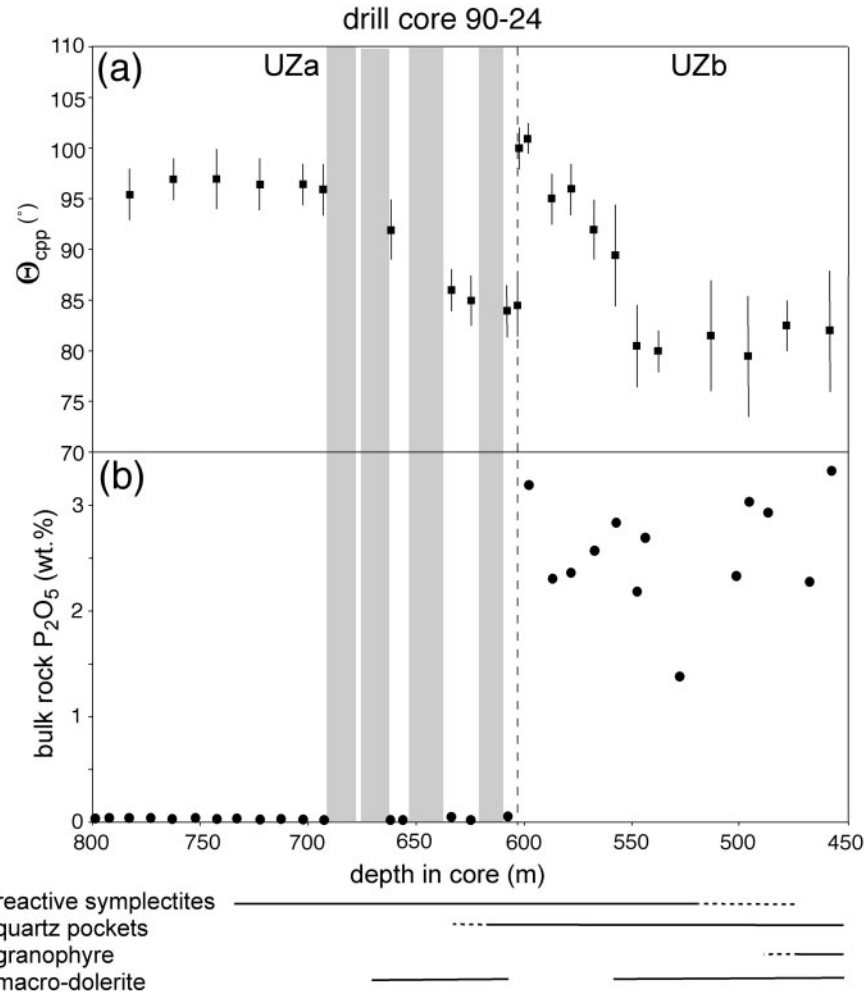 drill core 90-24
(a)
UZa
UZb
110
105
100
95
90
85
80
75
70
Θcpp (°)
(b)
3
2
1
0
bulk rock P₂O₅ (wt.%)
800 750 700 650 600 550 500 450
depth in core (m)
reactive symplectites
quartz pockets
granophyre
macro-dolerite